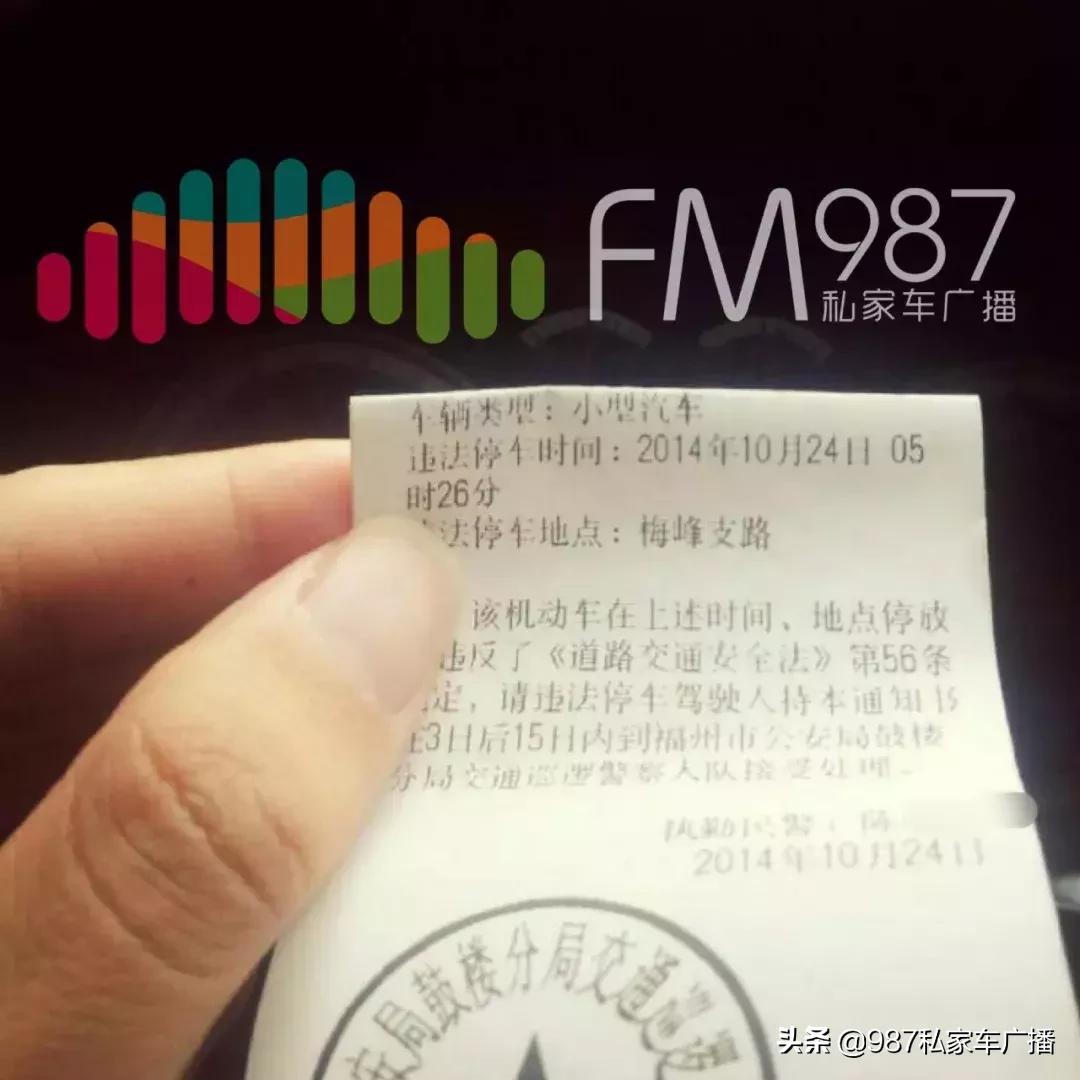 FM987
私家车广播
车辆类型：小型汽车
违法停车时间：2014年10月24日 05
时26分
法停车地点：梅峰支路
该机动车在上述时间、地点停放
违反了《道路交通安全法》第56条
定，请违法停车驾驶人持本通知书
在3日后15日内到福州市公安局鼓楼
分局交通巡逻警察大队接受处理。
执勤民警：陈
2014年10月24日
安局鼓楼分局交通巡逻
头条 @987私家车广播